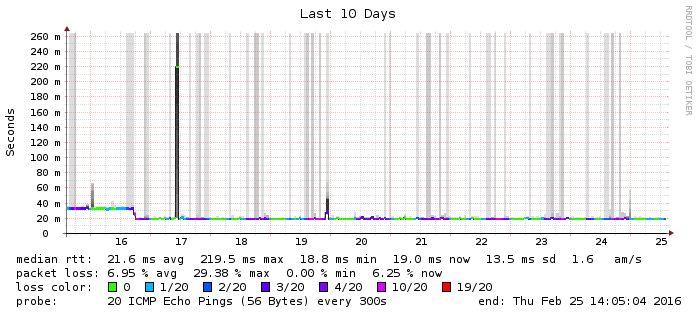 Last 10 Days
RRDTOOL / TOBI OETIKER
Seconds
260 m
240 m
220 m
200 m
180 m
160 m
140 m
120 m
100 m
80 m
60 m
40 m
20 m
0
16 17 18 19 20 21 22 23 24 25
median rtt: 21.6 ms avg 219.5 ms max 18.8 ms min 19.0 ms now 13.5 ms sd 1.6 am/s
packet loss: 6.95 % avg 29.38 % max 0.00 % min 6.25 % now
loss color: 0 1/20 2/20 3/20 4/20 10/20 19/20
probe: 20 ICMP Echo Pings (56 Bytes) every 300s end: Thu Feb 25 14:05:04 2016